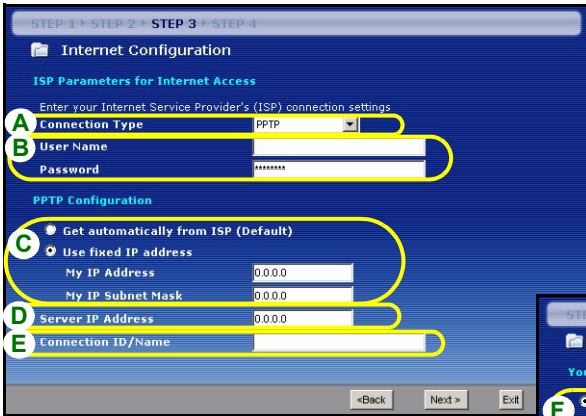 STEP 1 STEP 2 STEP 3 STEP 4
Internet Configuration
ISP Parameters for Internet Access
Enter your Internet Service Provider's (ISP) connection settings
A Connection Type PPTP
B User Name
Password ********
PPTP Configuration
C Get automatically from ISP (Default)
Use fixed IP address
My IP Address 0.0.0.0
My IP Subnet Mask 0.0.0.0
D Server IP Address 0.0.0.0
E Connection ID/Name
<Back Next > Exit
STE
You
F